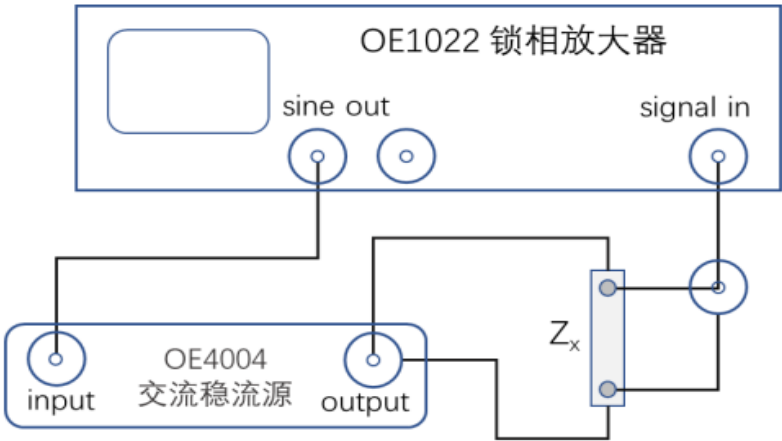 OE1022 锁相放大器
sine out
signal in
Zₓ
OE4004
交流稳流源
input
output